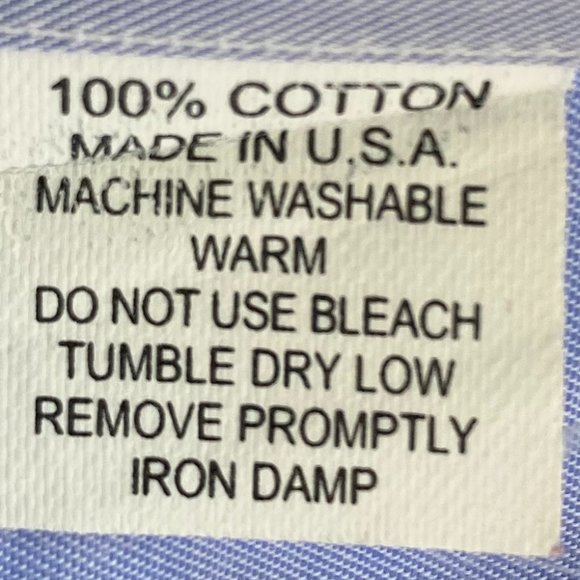 100% COTTON
MADE IN U.S.A.
MACHINE WASHABLE
WARM
DO NOT USE BLEACH
TUMBLE DRY LOW
REMOVE PROMPTLY
IRON DAMP